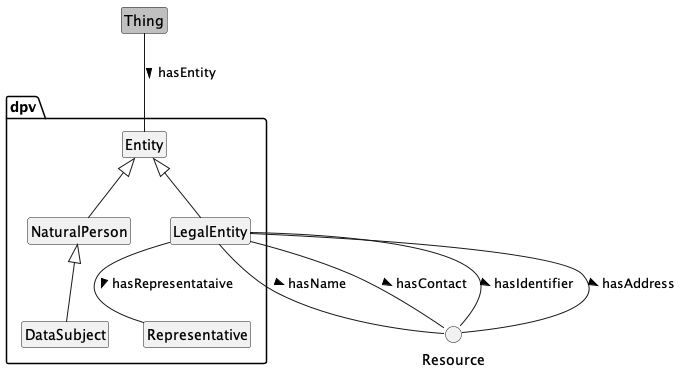 Thing
hasEntity
dpv
Entity
NaturalPerson
LegalEntity
hasRepresentataive
hasName
hasContact
hasIdentifier
hasAddress
DataSubject
Representative
Resource